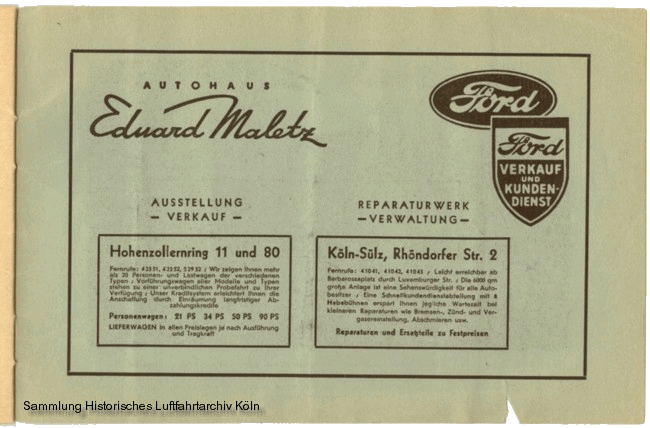 AUTOHAUS
Eduard Maletz
Ford
Ford
VERKAUF
UND
KUNDEN-
DIENST
AUSSTELLUNG
— VERKAUF —
Hohenzollernring 11 und 80
Fernrufe: 42351, 42352, 52932 / Wir zeigen Ihnen mehr
als 20 Personen- und Lastwagen der verschiedenen
Typen / Vorführungswagen aller Modelle und Typen
stehen zu einer unverbindlichen Probefahrt zu Ihrer
Verfügung / Unser Kreditsystem erleichtert Ihnen die
Anschaffung durch Einräumung langfristiger Ab-
zahlungskredite
Personenwagen: 21 PS 34 PS 50 PS 90 PS
LIEFERWAGEN in allen Preislagen je nach Ausführung
und Tragkraft
REPARATURWERK
— VERWALTUNG —
Köln-Sülz, Rhöndorfer Str. 2
Fernrufe: 41041, 41042, 41043 / Leicht erreichbar ab
Barbarossaplatz durch Luxemburger Str. / Die 6000 qm
große Anlage ist eine Sehenswürdigkeit für alle Auto-
besitzer / Eine Schnellkundendienstabteilung mit 8
Hebebühnen erspart Ihnen jegliche Wartezeit bei
kleineren Reparaturen wie Bremsen-, Zünd- und Ver-
gasereinstellung, Abschmieren usw.
Reparaturen und Ersatzteile zu Festpreisen
Sammlung Historisches Luftfahrtarchiv Köln